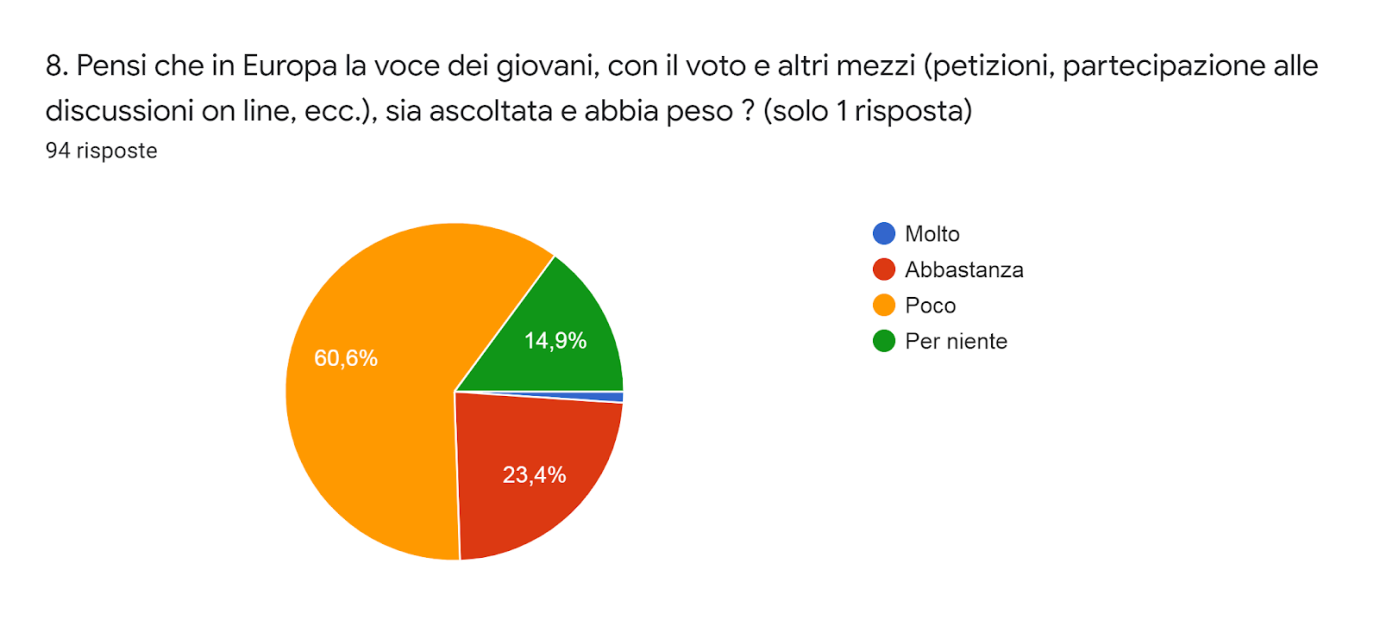 8. Pensi che in Europa la voce dei giovani, con il voto e altri mezzi (petizioni, partecipazione alle
discussioni on line, ecc.), sia ascoltata e abbia peso ? (solo 1 risposta)
94 risposte
Molto
Abbastanza
Poco
Per niente
14,9%
60,6%
23,4%